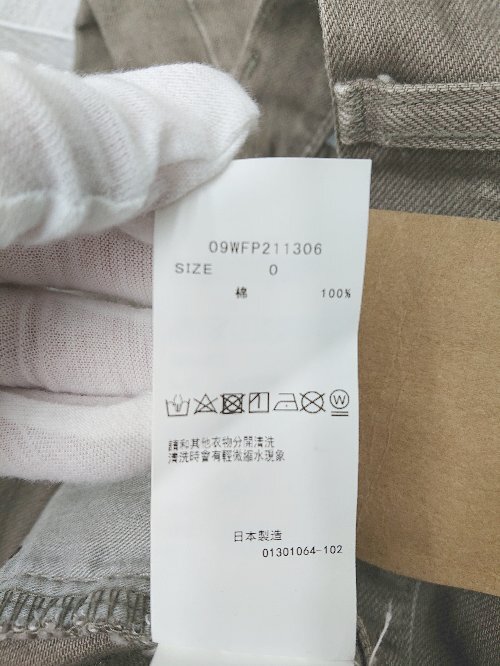 09WFP211306
SIZE 0
棉 100%
W
請和其他衣物分開清洗
清洗時會有輕微縮水現象
日本製造
01301064-102